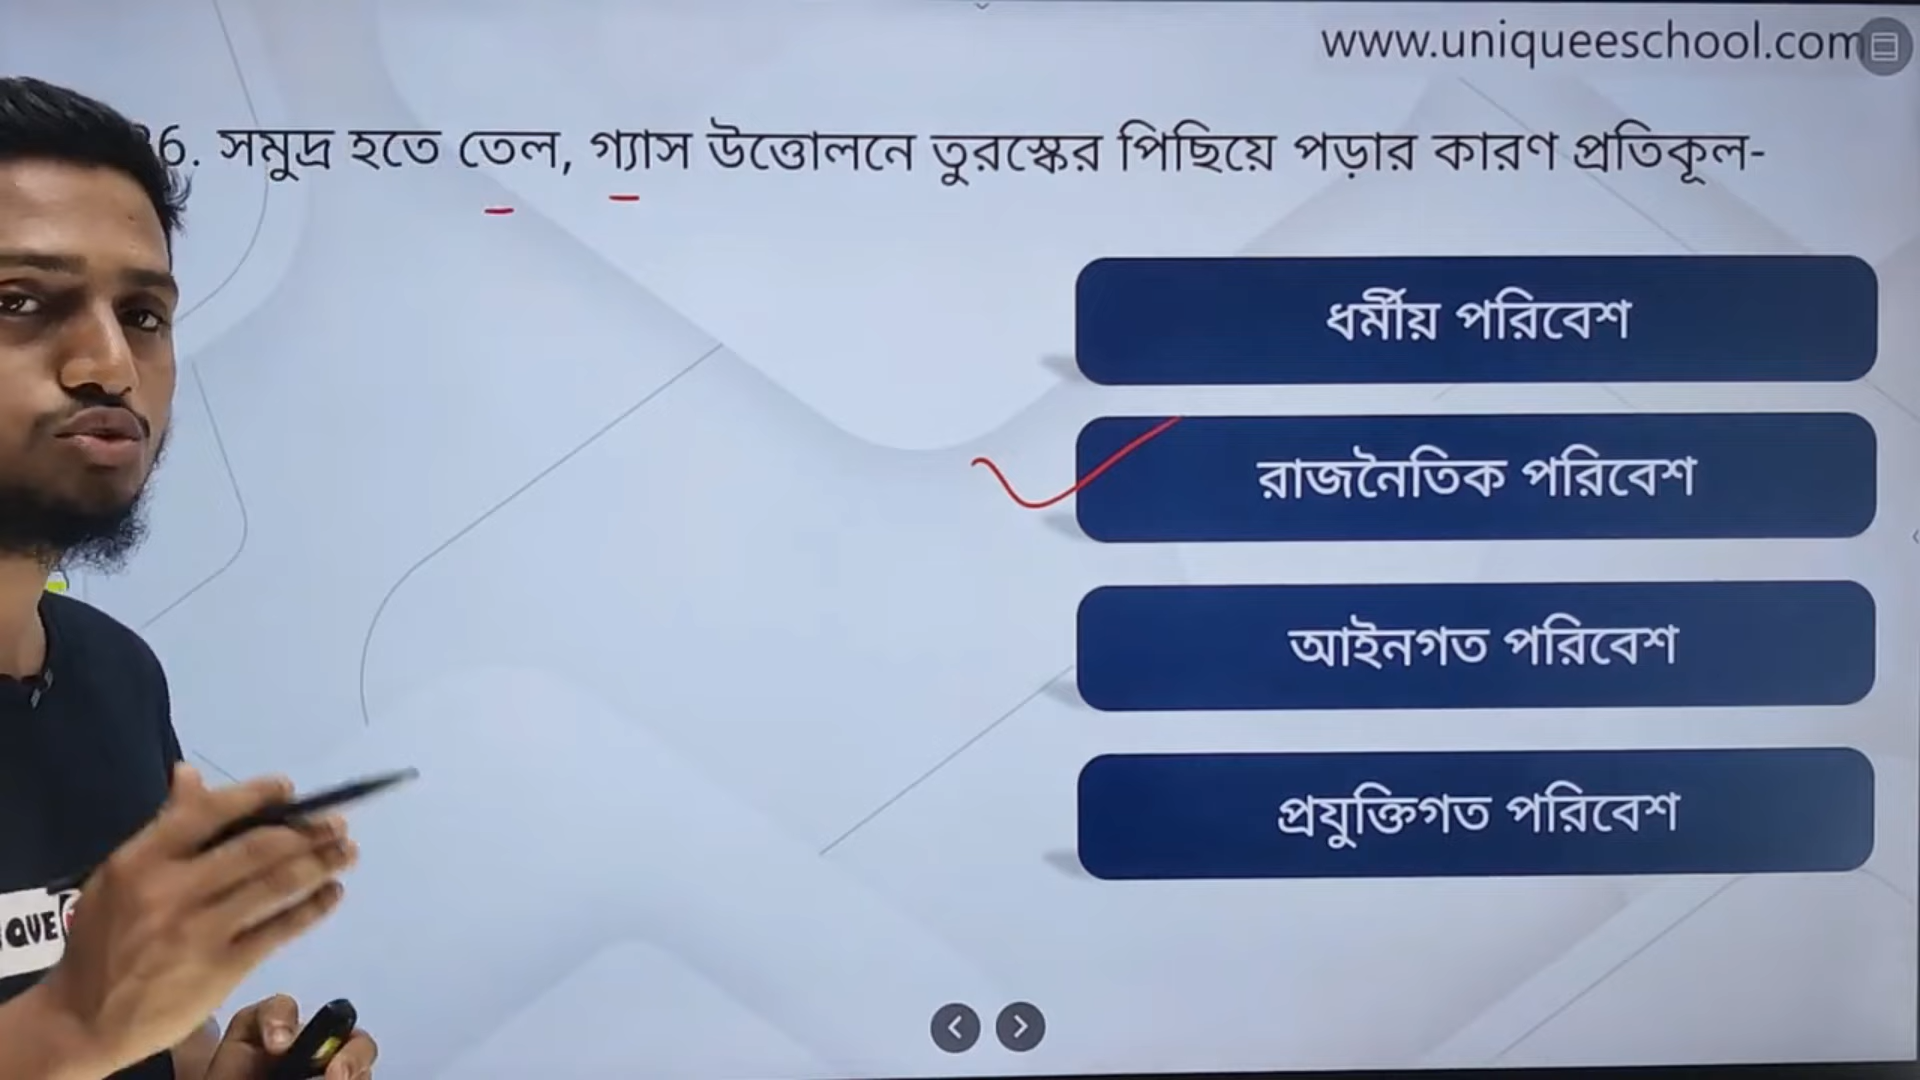 www.uniqueeschool.com
36. সমুদ্র হতে তেল, গ্যাস উত্তোলনে তুরস্কের পিছিয়ে পড়ার কারণ প্রতিকূল-
ধর্মীয় পরিবেশ
রাজনৈতিক পরিবেশ
আইনগত পরিবেশ
প্রযুক্তিগত পরিবেশ
QUE